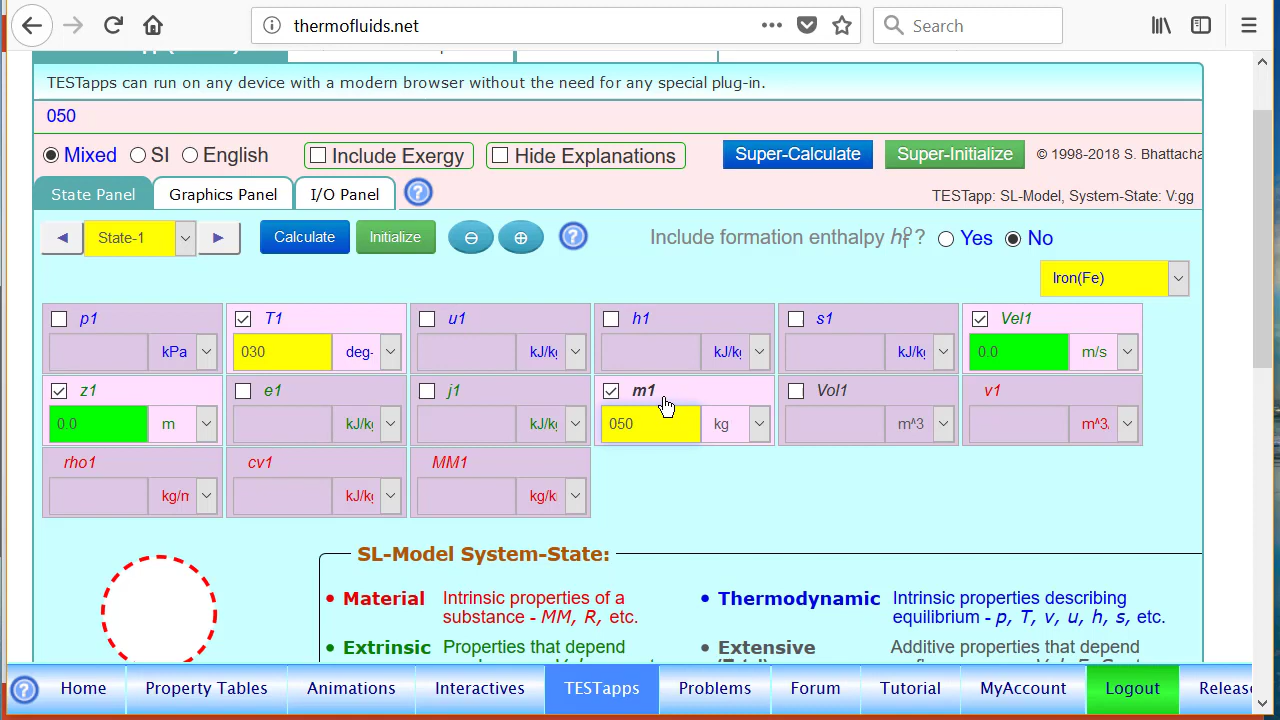 thermofluids.net
Search
TESTapps can run on any device with a modern browser without the need for any special plug-in.
050
Mixed SI English Include Exergy Hide Explanations Super-Calculate Super-Initialize © 1998-2018 S. Bhattacha
State Panel Graphics Panel I/O Panel ? TESTapp: SL-Model, System-State: V:gg
State-1 Calculate Initialize ? Include formation enthalpy ? Yes No
Iron(Fe)
p1 T1 u1 h1 s1 Vel1
kPa 030 deg- kJ/kg kJ/kg kJ/kg 0.0 m/s
z1 e1 j1 m1 Vol1 v1
0.0 m kJ/kg kJ/kg 050 kg m^3 m^3/
rho1 cv1 MM1
kg/m kJ/kg kg/k
SL-Model System-State:
• Material Intrinsic properties of a substance - MM, R, etc.
• Thermodynamic Intrinsic properties describing equilibrium - p, T, v, u, h, s, etc.
• Extrinsic Properties that depend
• Extensive Additive properties that depend
? Home Property Tables Animations Interactives TESTapps Problems Forum Tutorial MyAccount Logout Releas